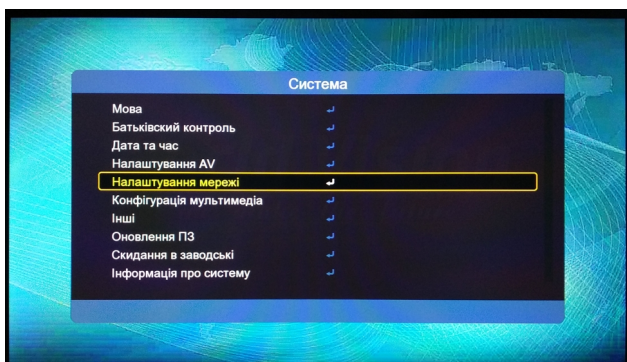 Система
Мова
Батьківский контроль
Дата та час
Налаштування AV
Налаштування мережі
Конфігурація мультимедіа
Інші
Оновлення ПЗ
Скидання в заводські
Інформація про систему